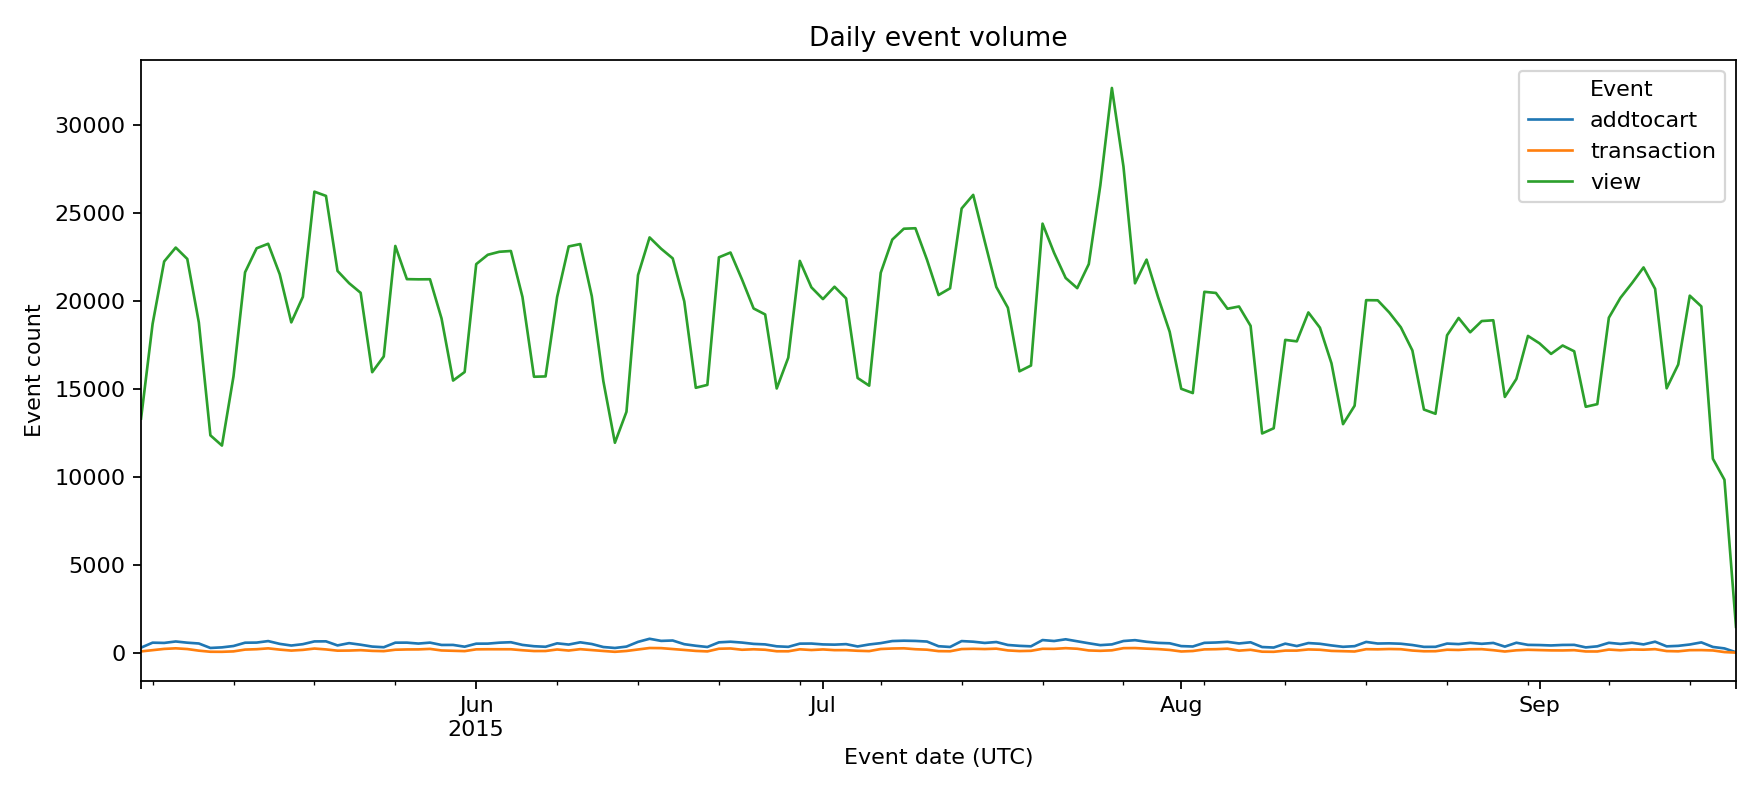 Daily event volume
Event
addtocart
transaction
view
30000
25000
20000
15000
10000
5000
0
Event count
Jun
2015
Jul
Aug
Sep
Event date (UTC)